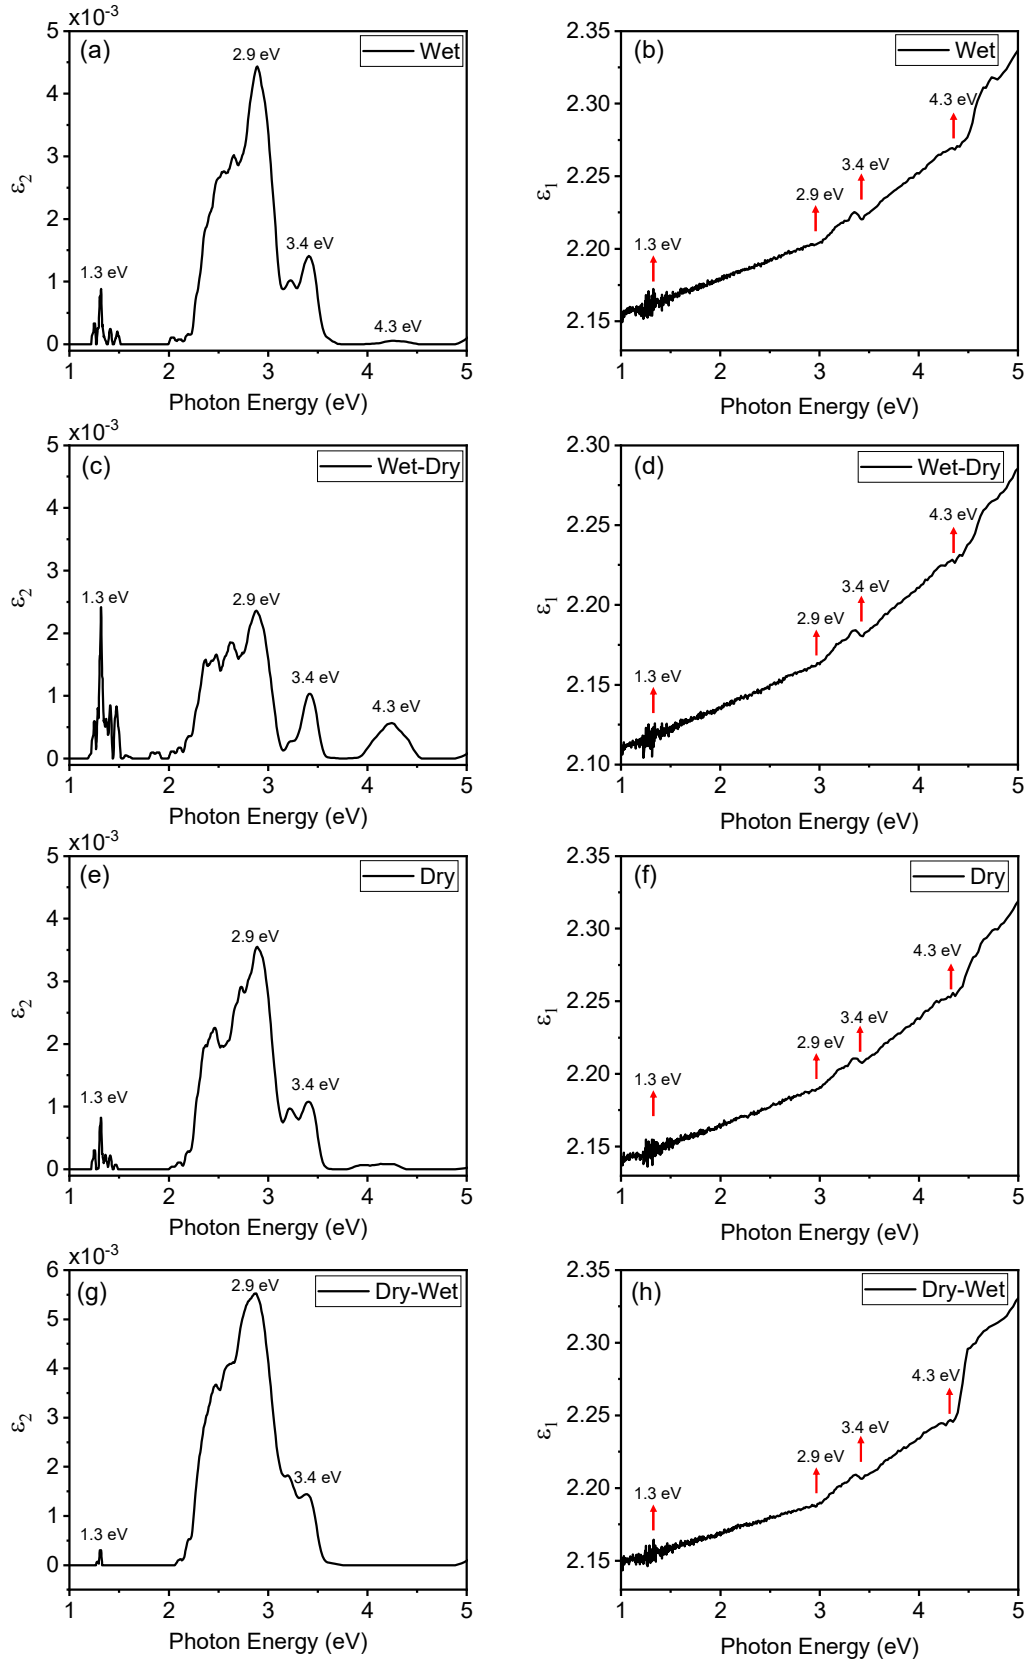 x10⁻³
(a)
Wet
2.9 eV
1.3 eV
3.4 eV
4.3 eV
5
4
3
2
1
0
ε₂
1 2 3 4 5
Photon Energy (eV)
(b)
Wet
4.3 eV
3.4 eV
2.9 eV
1.3 eV
2.35
2.30
2.25
2.20
2.15
ε₁
1 2 3 4 5
Photon Energy (eV)
x10⁻³
(c)
Wet-Dry
1.3 eV
2.9 eV
3.4 eV
4.3 eV
5
4
3
2
1
0
ε₂
1 2 3 4 5
Photon Energy (eV)
(d)
Wet-Dry
4.3 eV
3.4 eV
2.9 eV
1.3 eV
2.30
2.25
2.20
2.15
2.10
ε₁
1 2 3 4 5
Photon Energy (eV)
x10⁻³
(e)
Dry
2.9 eV
1.3 eV
3.4 eV
5
4
3
2
1
0
ε₂
1 2 3 4 5
Photon Energy (eV)
(f)
Dry
4.3 eV
3.4 eV
2.9 eV
1.3 eV
2.35
2.30
2.25
2.20
2.15
ε₁
1 2 3 4 5
Photon Energy (eV)
x10⁻³
(g)
Dry-Wet
2.9 eV
3.4 eV
1.3 eV
6
5
4
3
2
1
0
ε₂
1 2 3 4 5
Photon Energy (eV)
(h)
Dry-Wet
4.3 eV
3.4 eV
2.9 eV
1.3 eV
2.35
2.30
2.25
2.20
2.15
ε₁
1 2 3 4 5
Photon Energy (eV)